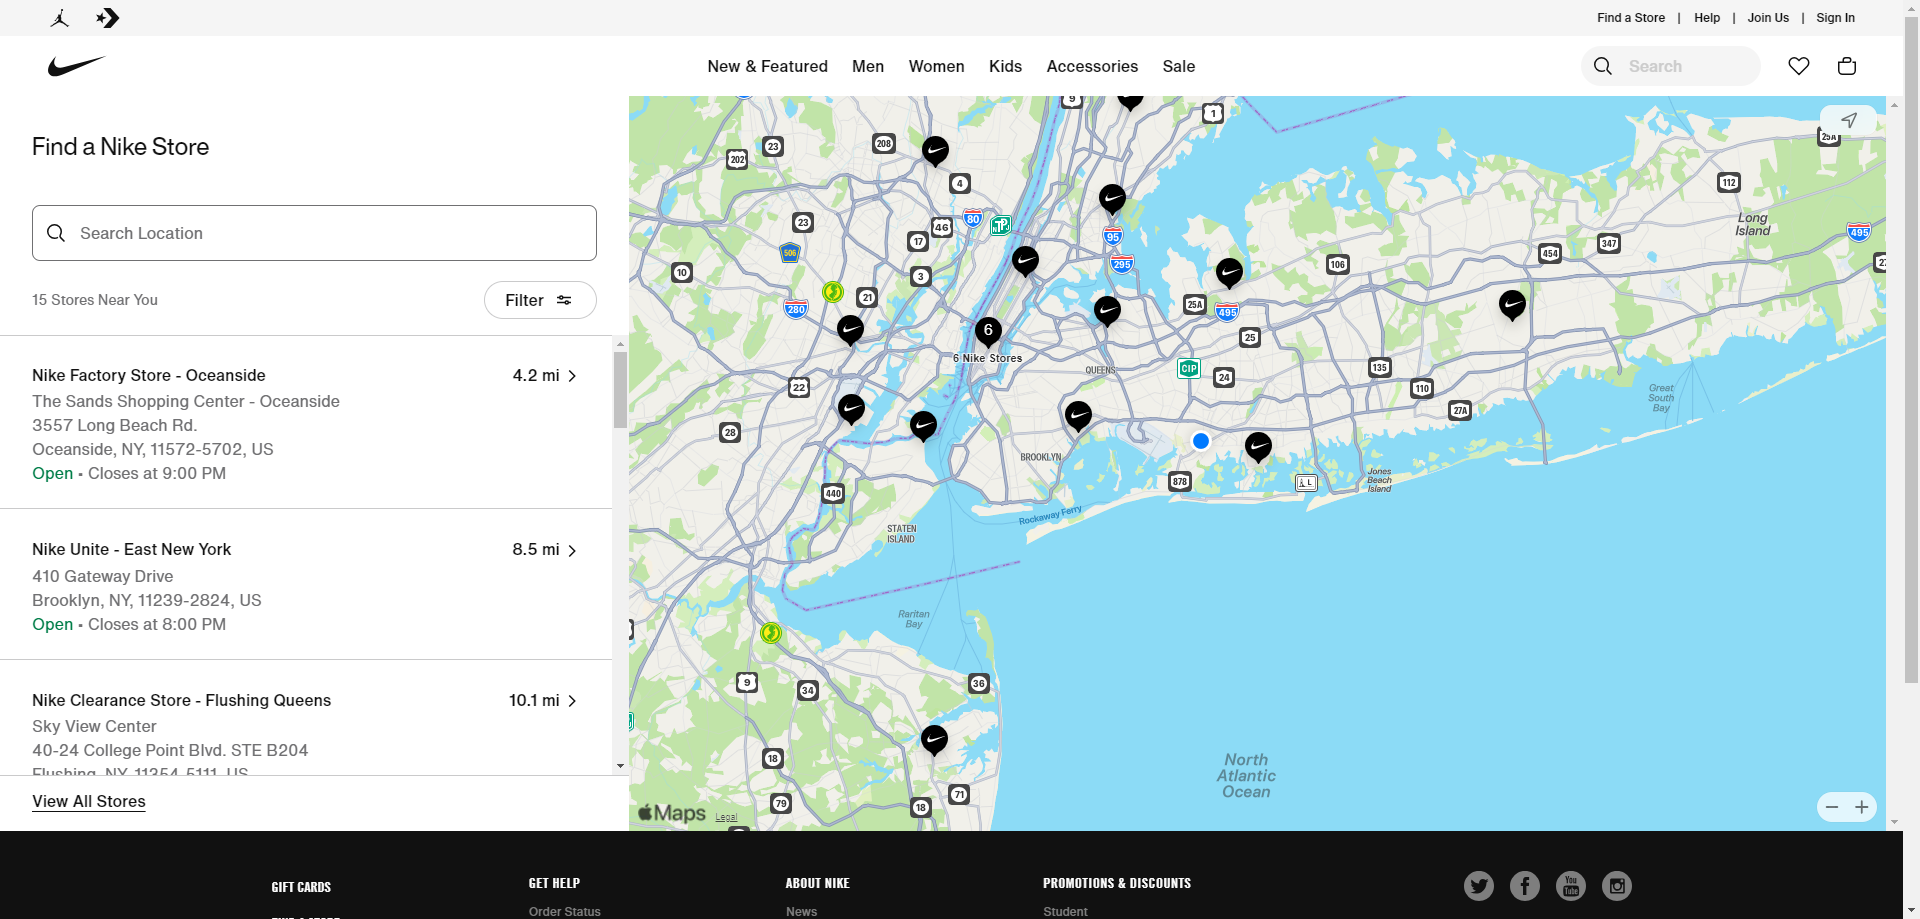 Find a Store | Help | Join Us | Sign In
New & Featured Men Women Kids Accessories Sale
Search
Find a Nike Store
Search Location
15 Stores Near You
Filter
Nike Factory Store - Oceanside 4.2 mi
The Sands Shopping Center - Oceanside
3557 Long Beach Rd.
Oceanside, NY, 11572-5702, US
Open • Closes at 9:00 PM
Nike Unite - East New York 8.5 mi
410 Gateway Drive
Brooklyn, NY, 11239-2824, US
Open • Closes at 8:00 PM
Nike Clearance Store - Flushing Queens 10.1 mi
Sky View Center
40-24 College Point Blvd. STE B204
Flushing, NY, 11354-5111, US
View All Stores
9
1
25A
202
23
208
4
112
23
46
80
17
95
Long
Island
495
347
454
506
10
3
295
106
280
21
25A
495
6
6 Nike Stores
25
QUEENS
CIP
24
135
22
110
Great
South
Bay
27A
28
BROOKLYN
878
Jones
Beach
Island
440
Rockaway Ferry
STATEN
ISLAND
Raritan
Bay
9
34
36
18
North
Atlantic
Ocean
79
18
71
Maps Legal
GIFT CARDS
GET HELP
Order Status
ABOUT NIKE
News
PROMOTIONS & DISCOUNTS
Student
You
Tube